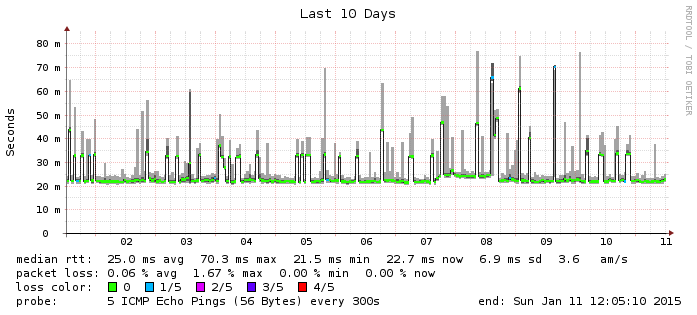 Last 10 Days
RRDTOOL / TOBI OETIKER
Seconds
80 m
70 m
60 m
50 m
40 m
30 m
20 m
10 m
0
02 03 04 05 06 07 08 09 10 11
median rtt: 25.0 ms avg 70.3 ms max 21.5 ms min 22.7 ms now 6.9 ms sd 3.6 am/s
packet loss: 0.06 % avg 1.67 % max 0.00 % min 0.00 % now
loss color: 0 1/5 2/5 3/5 4/5
probe: 5 ICMP Echo Pings (56 Bytes) every 300s end: Sun Jan 11 12:05:10 2015